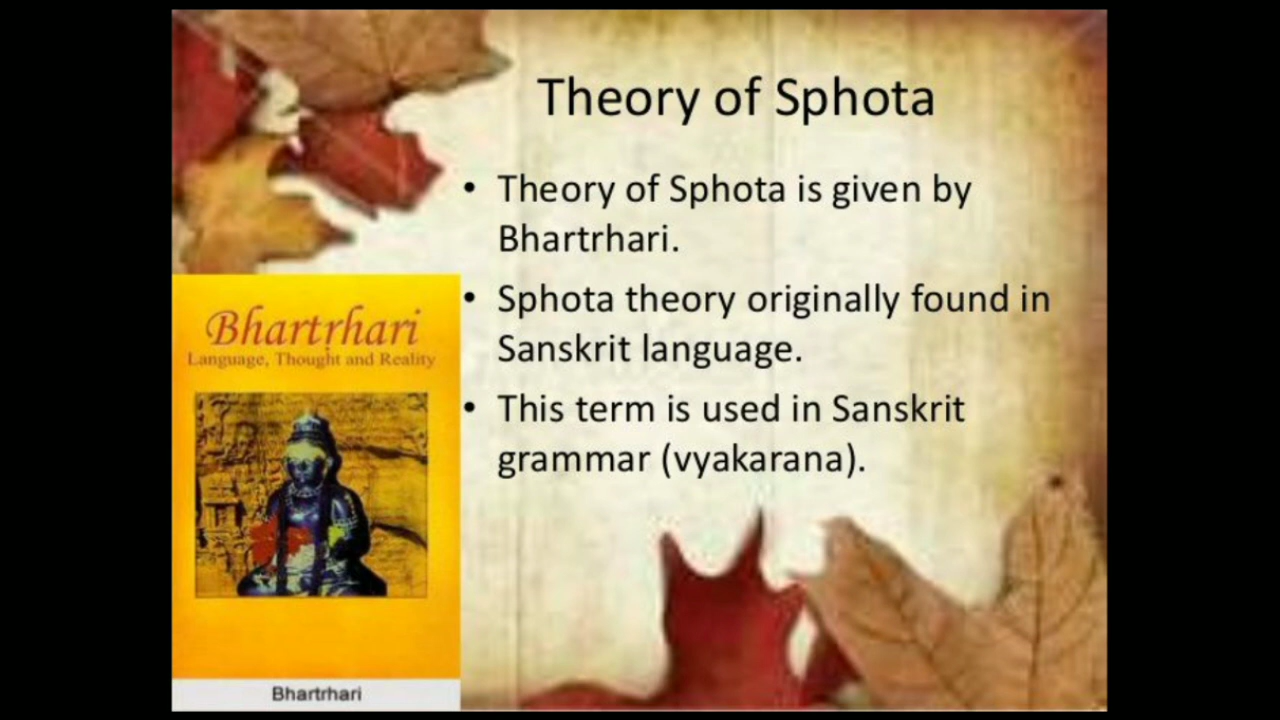 Theory of Sphota
• Theory of Sphota is given by
Bhartrhari.
• Sphota theory originally found in
Sanskrit language.
• This term is used in Sanskrit
grammar (vyakarana).
Bhartṛhari
Language, Thought and Reality
Bhartrhari